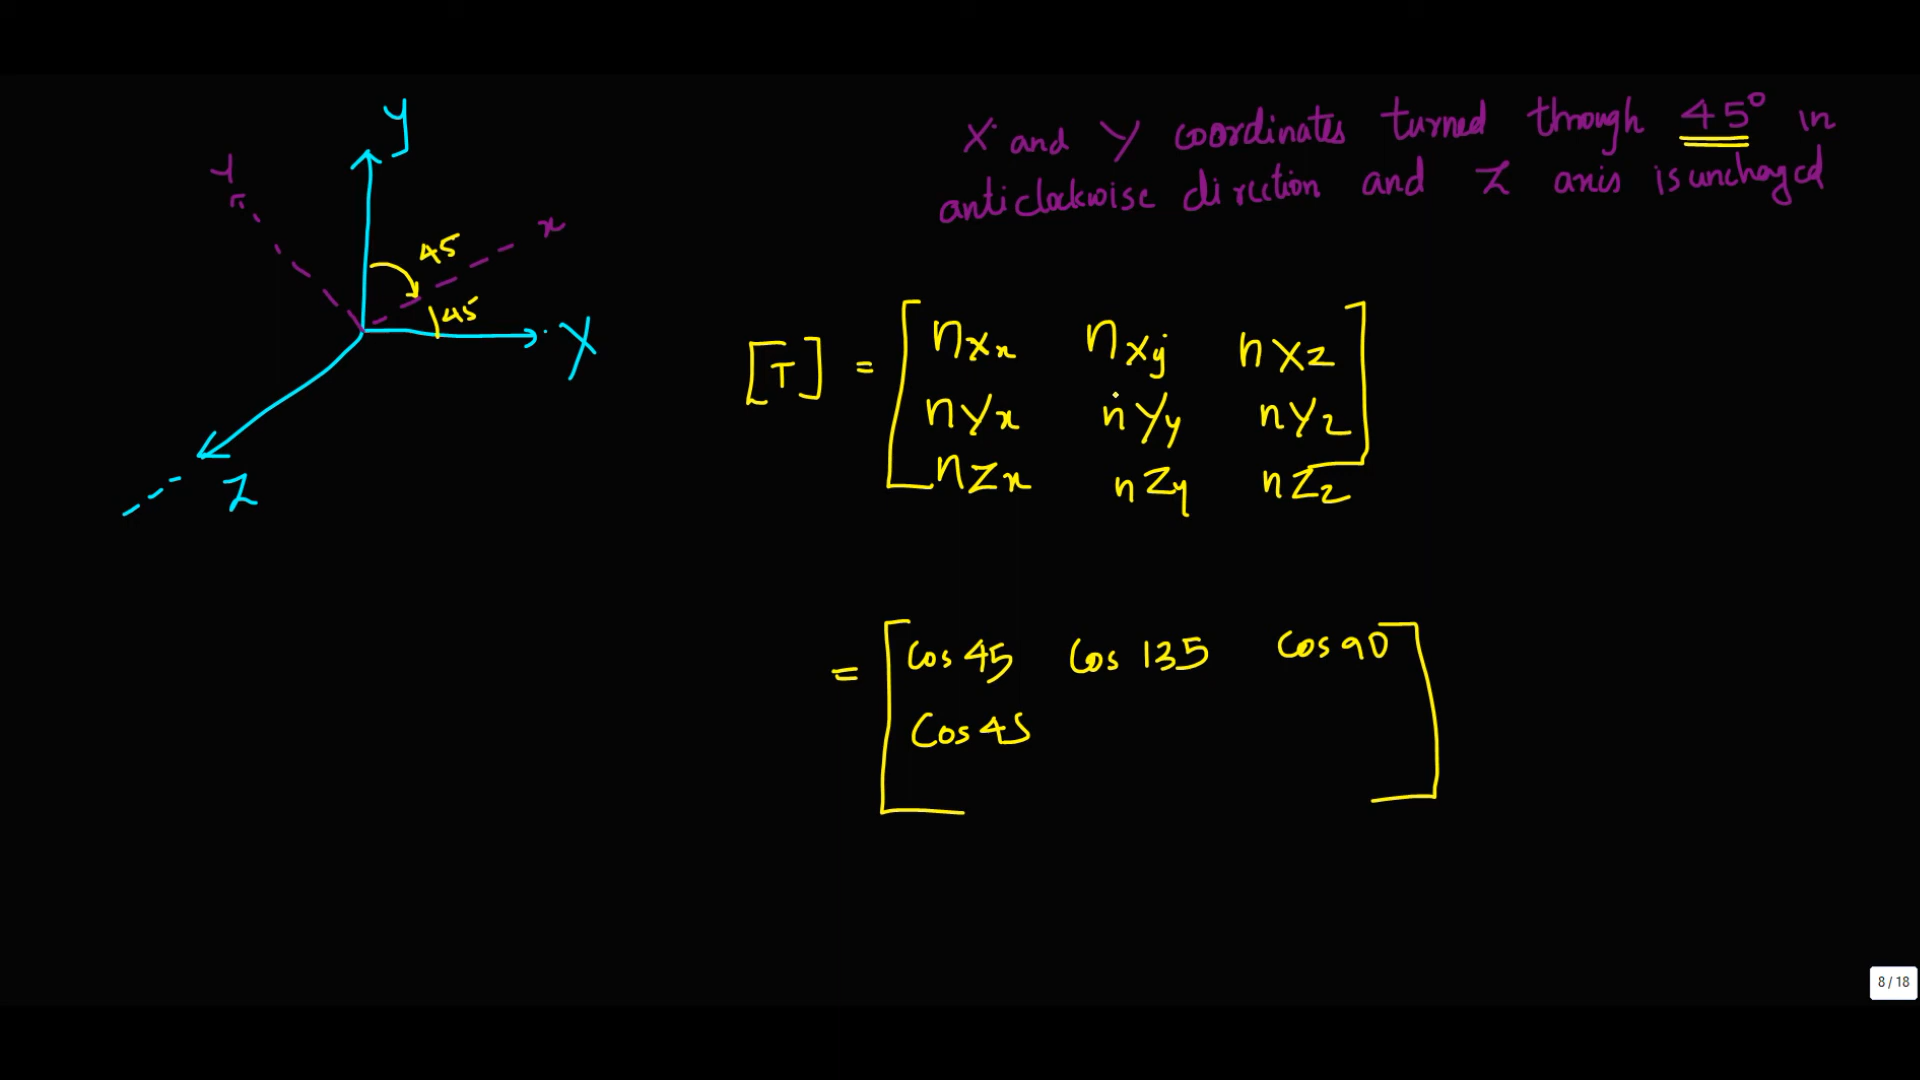 X and Y coordinates turned through 45° in
anticlockwise direction and Z axis is unchanged
y
y
x
45
45
X
Z
[T] = [nXx nXy nXz
nYx nYy nYz
nZx nZy nZz]
= [Cos 45 Cos 135 Cos 90
Cos 45 ]
8 / 18